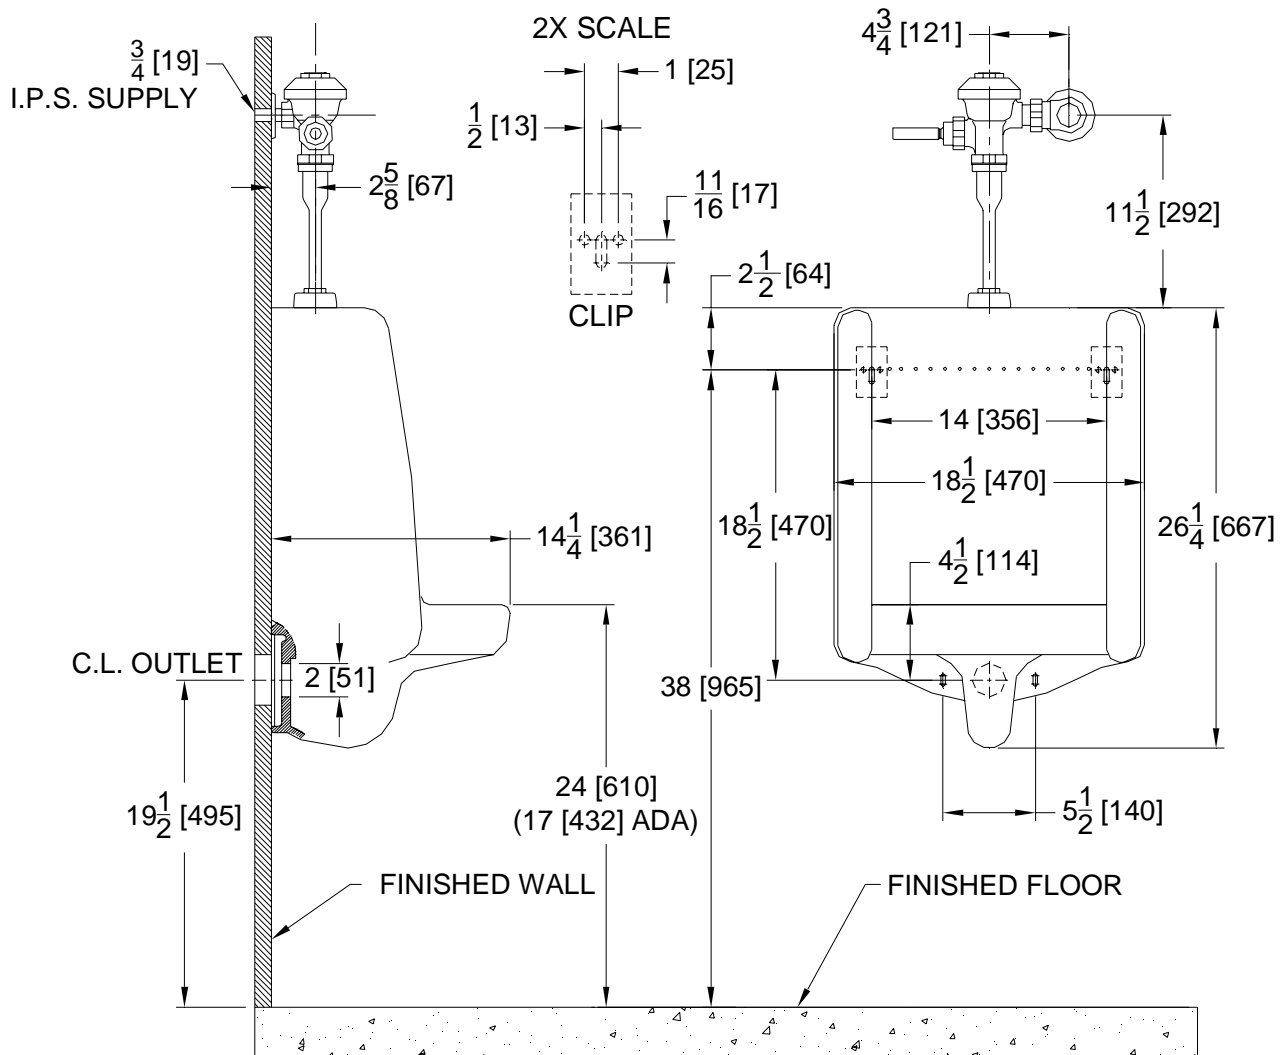 2X SCALE
4 3/4 [121]
3/4 [19]
I.P.S. SUPPLY
1 [25]
1/2 [13]
2 5/8 [67]
11/16 [17]
11 1/2 [292]
2 1/2 [64]
CLIP
14 [356]
18 1/2 [470]
14 1/4 [361]
18 1/2 [470]
26 1/4 [667]
4 1/2 [114]
C.L. OUTLET
2 [51]
38 [965]
19 1/2 [495]
24 [610]
(17 [432] ADA)
5 1/2 [140]
FINISHED WALL
FINISHED FLOOR